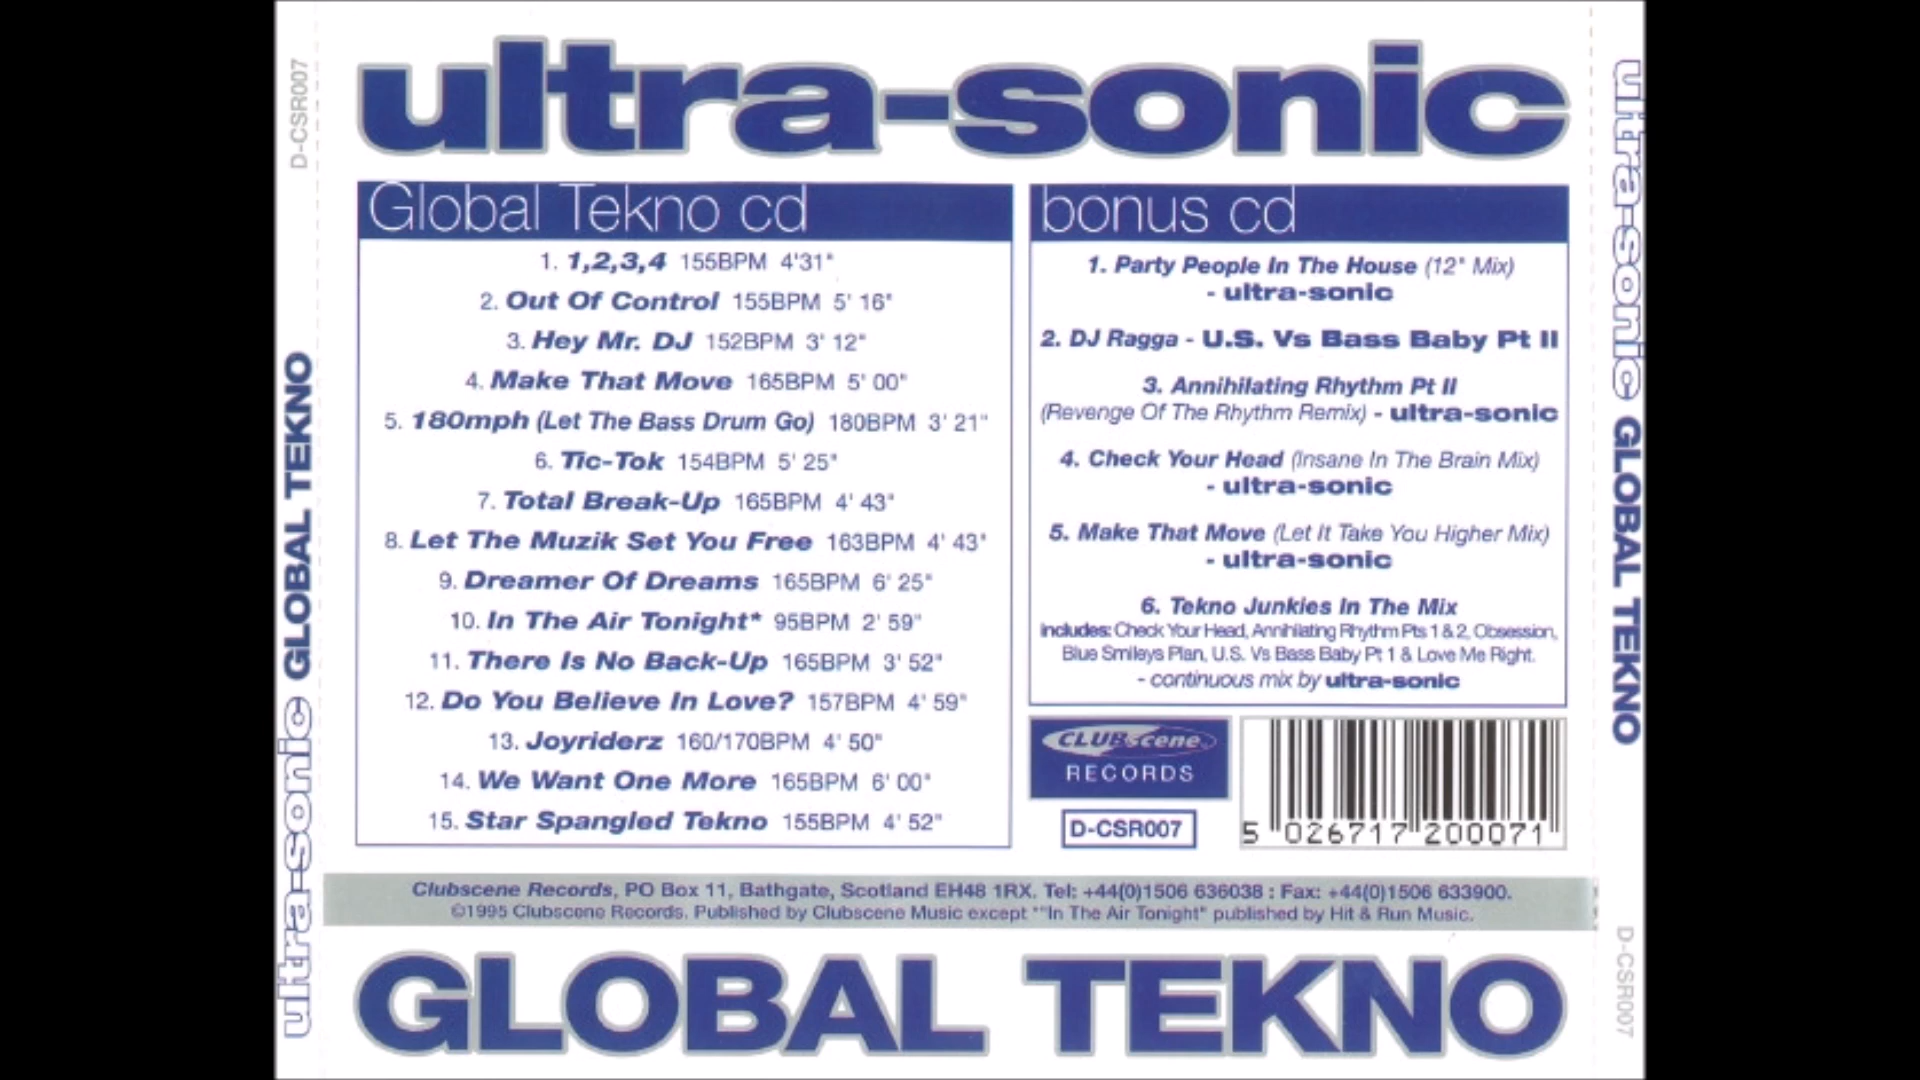 ultra-sonic
D-CSR007
ultra-sonic GLOBAL TEKNO
Global Tekno cd
1. 1,2,3,4 155BPM 4'31"
2. Out Of Control 155BPM 5' 16"
3. Hey Mr. DJ 152BPM 3' 12"
4. Make That Move 165BPM 5' 00"
5. 180mph (Let The Bass Drum Go) 180BPM 3' 21"
6. Tic-Tok 154BPM 5' 25"
7. Total Break-Up 165BPM 4' 43"
8. Let The Muzik Set You Free 163BPM 4' 43"
9. Dreamer Of Dreams 165BPM 6' 25"
10. In The Air Tonight* 95BPM 2' 59"
11. There Is No Back-Up 165BPM 3' 52"
12. Do You Believe In Love? 157BPM 4' 59"
13. Joyriderz 160/170BPM 4' 50"
14. We Want One More 165BPM 6' 00"
15. Star Spangled Tekno 155BPM 4' 52"
bonus cd
1. Party People In The House (12" Mix)
- ultra-sonic
2. DJ Ragga - U.S. Vs Bass Baby Pt II
3. Annihilating Rhythm Pt II
(Revenge Of The Rhythm Remix) - ultra-sonic
4. Check Your Head (Insane In The Brain Mix)
- ultra-sonic
5. Make That Move (Let It Take You Higher Mix)
- ultra-sonic
6. Tekno Junkies In The Mix
includes: Check Your Head, Annihilating Rhythm Pts 1 & 2, Obsession,
Blue Smileys Plan, U.S. Vs Bass Baby Pt 1 & Love Me Right.
- continuous mix by ultra-sonic
CLUBscene
RECORDS
D-CSR007
5 026717 200071
Clubscene Records, PO Box 11, Bathgate, Scotland EH48 1RX. Tel: +44(0)1506 636038 : Fax: +44(0)1506 633900.
©1995 Clubscene Records. Published by Clubscene Music except *"In The Air Tonight" published by Hit & Run Music.
GLOBAL TEKNO
ultra-sonic GLOBAL TEKNO
D-CSR007